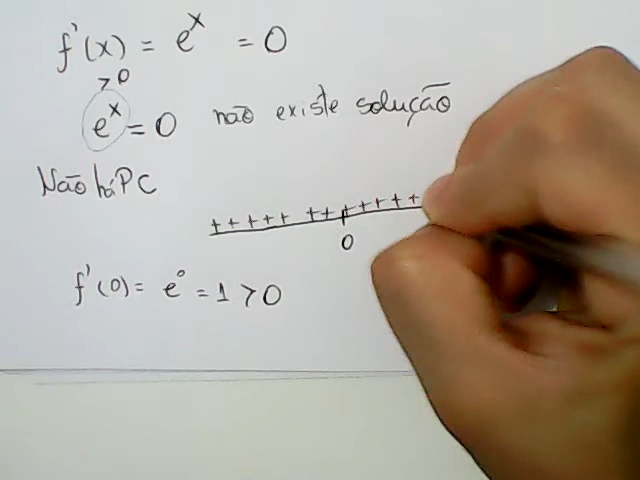 f'(x) = e^x = 0
> 0
e^x = 0 não existe solução
Não há PC
+ + + + + + + + + + + + +
0
f'(0) = e^0 = 1 > 0